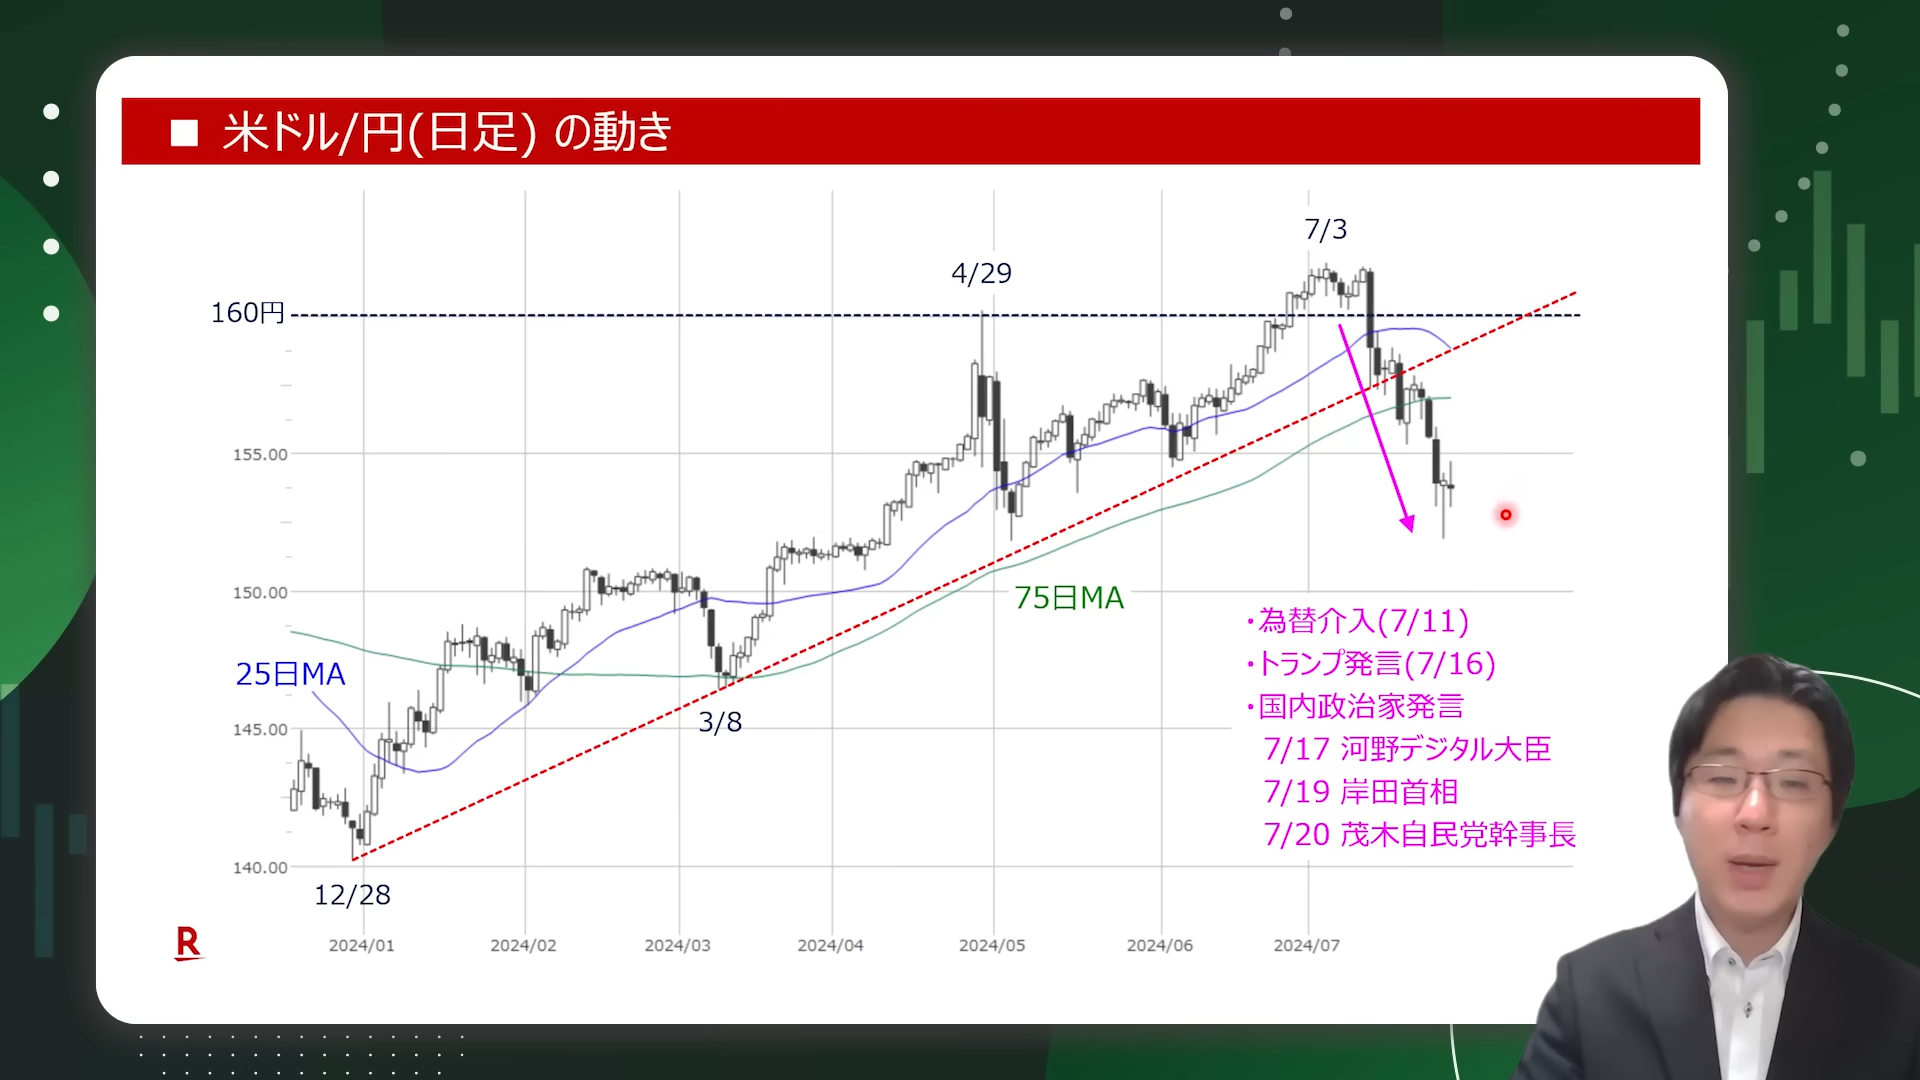 ■ 米ドル/円(日足) の動き
7/3
4/29
160円
155.00
150.00
75日MA
・為替介入(7/11)
・トランプ発言(7/16)
25日MA
・国内政治家発言
3/8
145.00
7/17 河野デジタル大臣
7/19 岸田首相
7/20 茂木自民党幹事長
140.00
12/28
R
2024/01 2024/02 2024/03 2024/04 2024/05 2024/06 2024/07